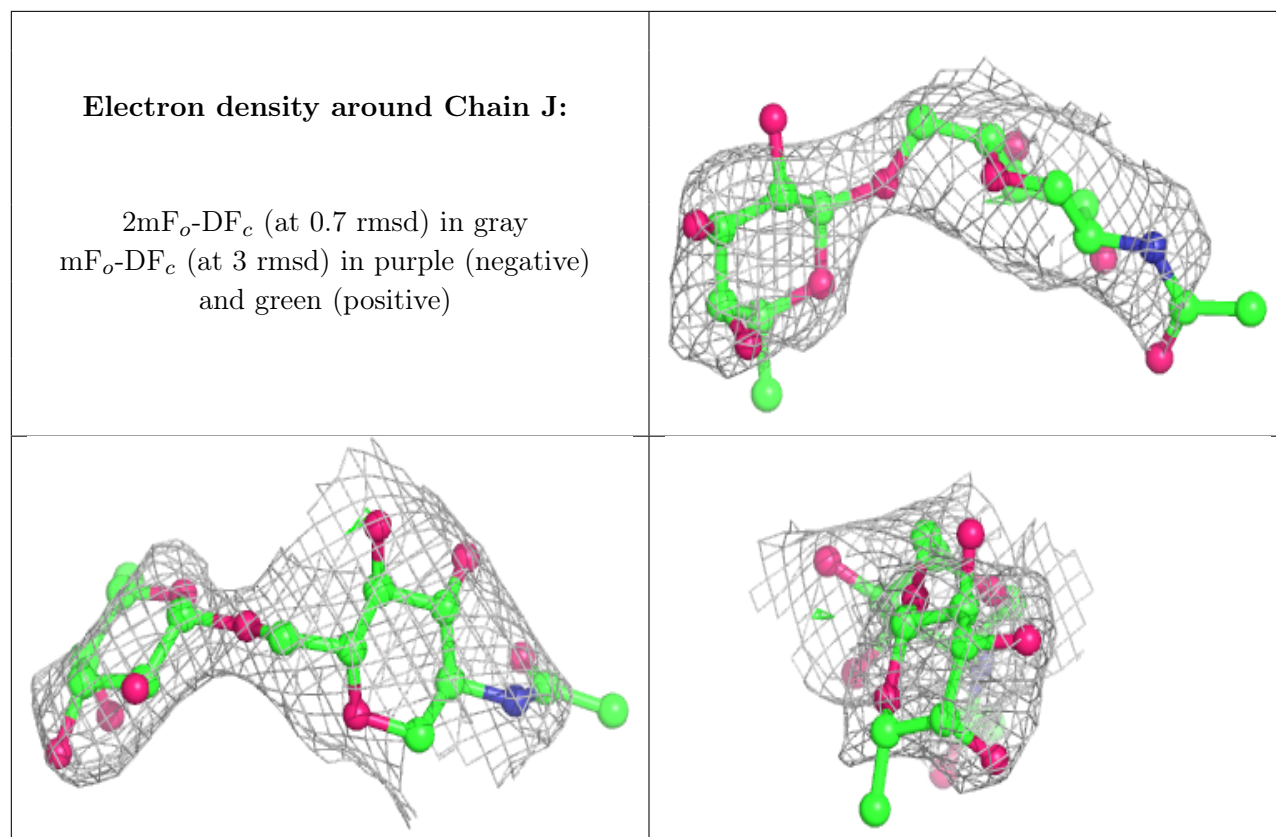 Electron density around Chain J:
2mFo-DFc (at 0.7 rmsd) in gray
mFo-DFc (at 3 rmsd) in purple (negative)
and green (positive)